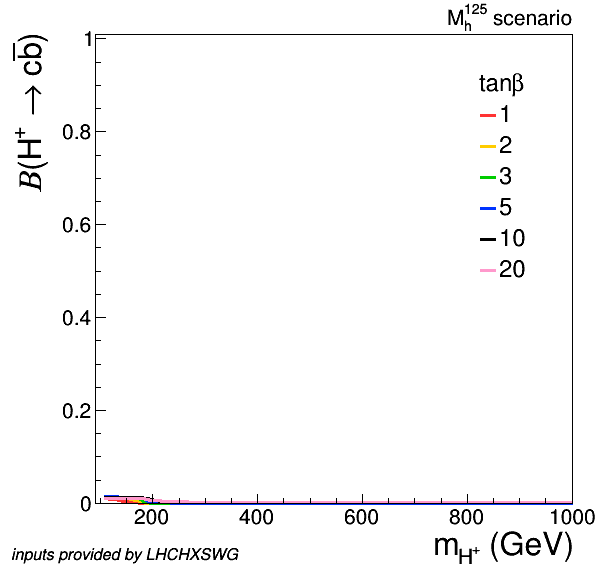 M_h^125 scenario
B(H⁺ → cb̄)
1
0.8
0.6
0.4
0.2
0
tanβ
1
2
3
5
10
20
200 400 600 800 1000
m_H⁺ (GeV)
inputs provided by LHCHXSWG